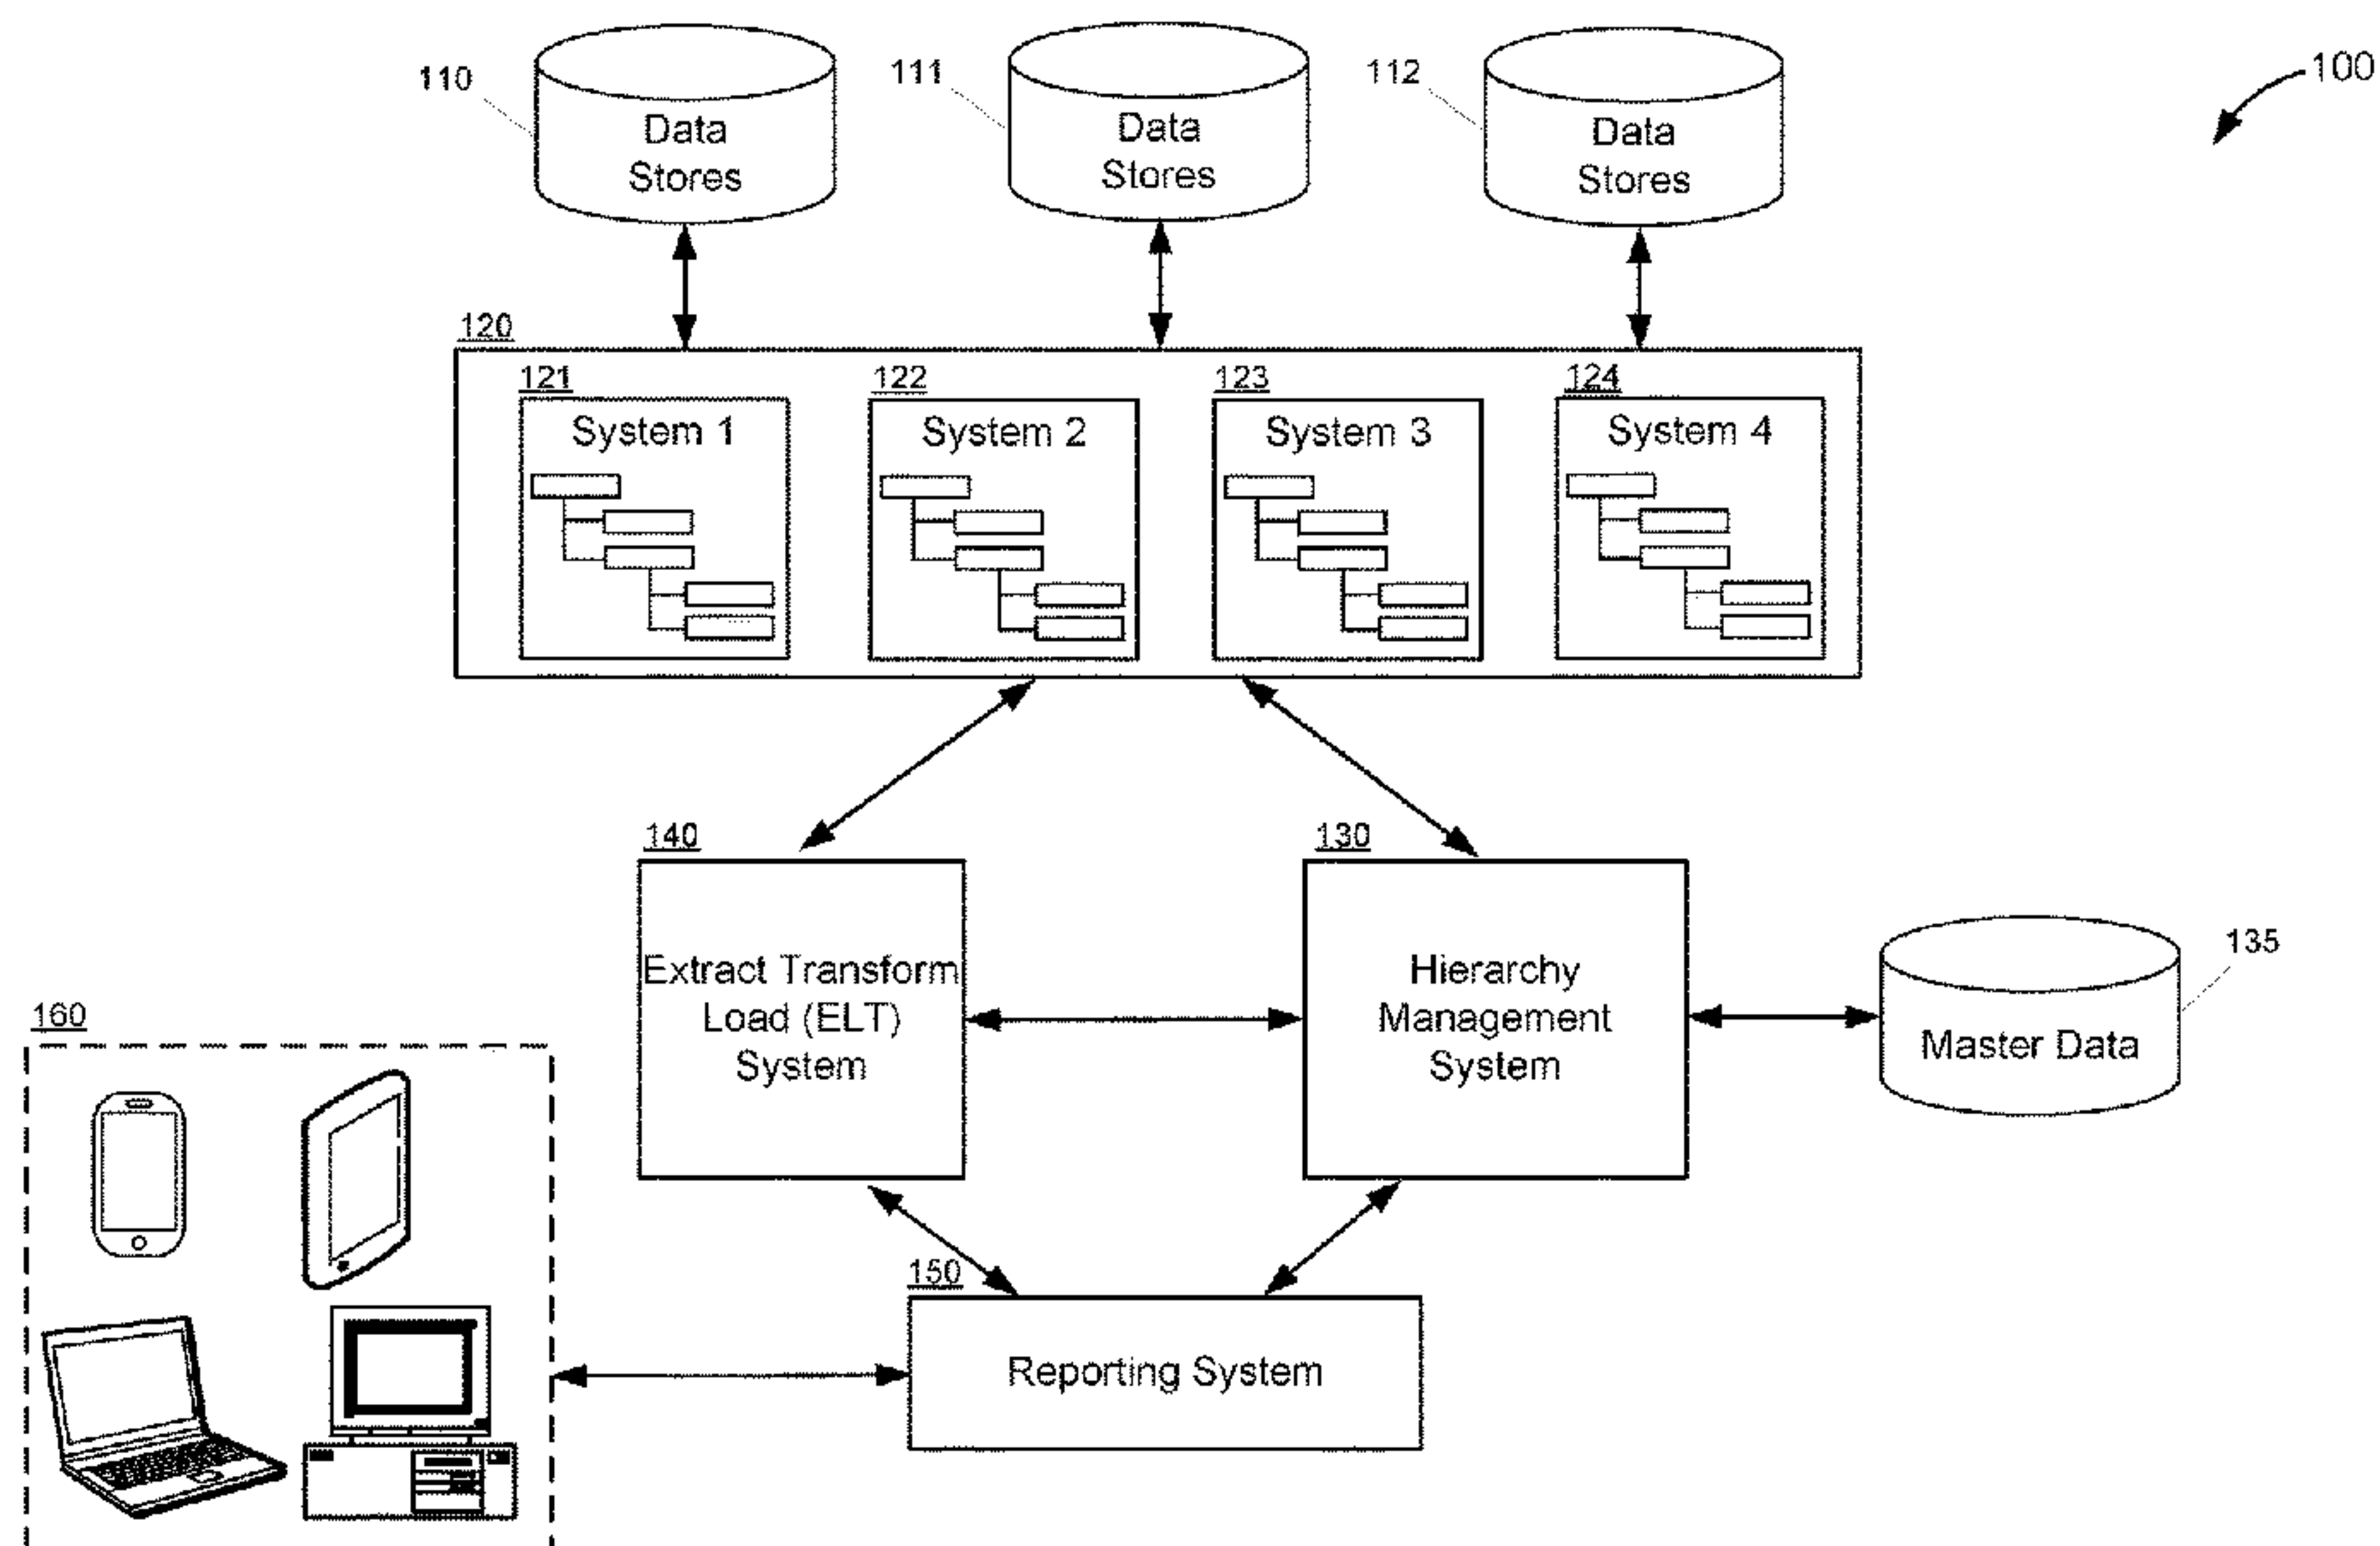 100
110
Data
Stores
111
Data
Stores
112
Data
Stores
120
121
System 1
122
System 2
123
System 3
124
System 4
140
Extract Transform
Load (ELT)
System
130
Hierarchy
Management
System
135
Master Data
160
150
Reporting System